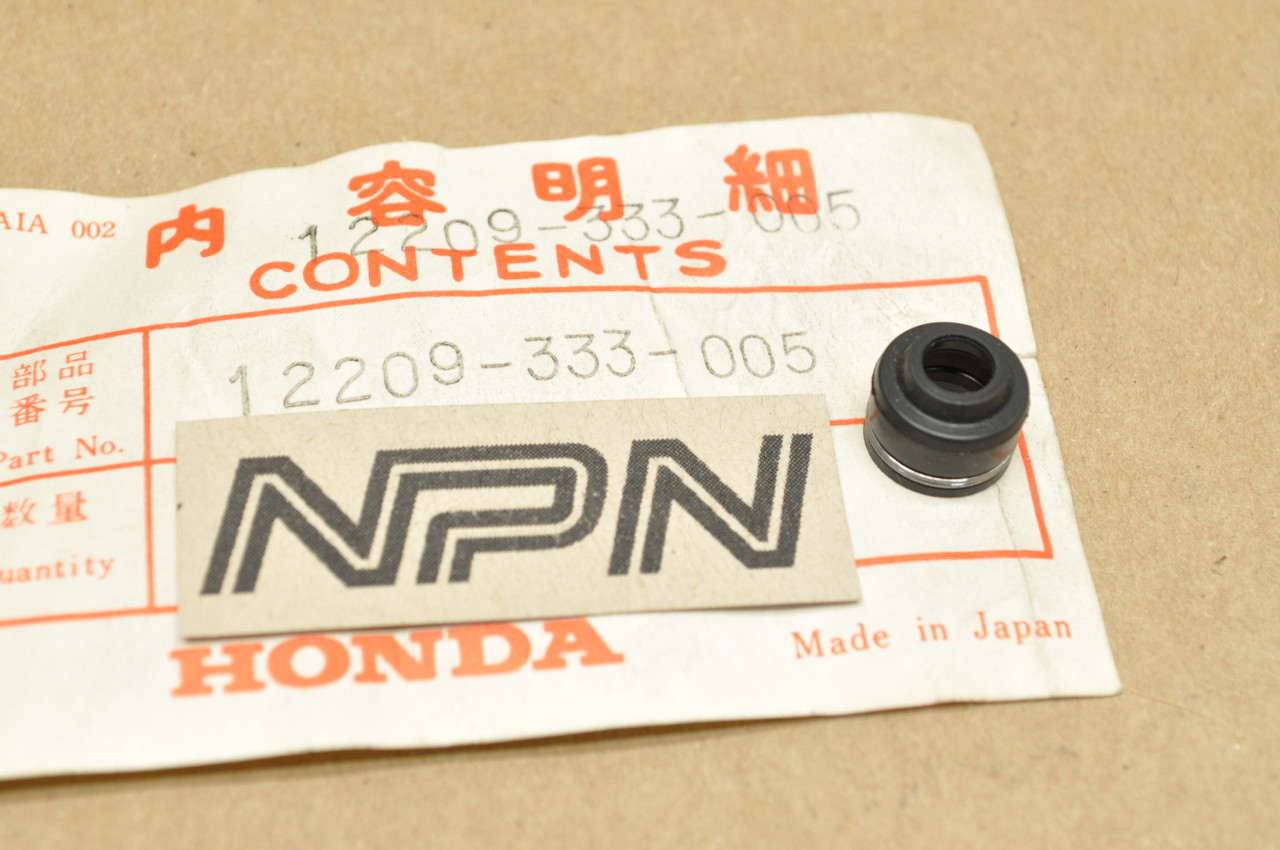 AIA 002
内容明細
12209-333-005
CONTENTS
部品
番号
Part No.
12209-333-005
数量
uantity
NPN
HONDA
Made in Japan